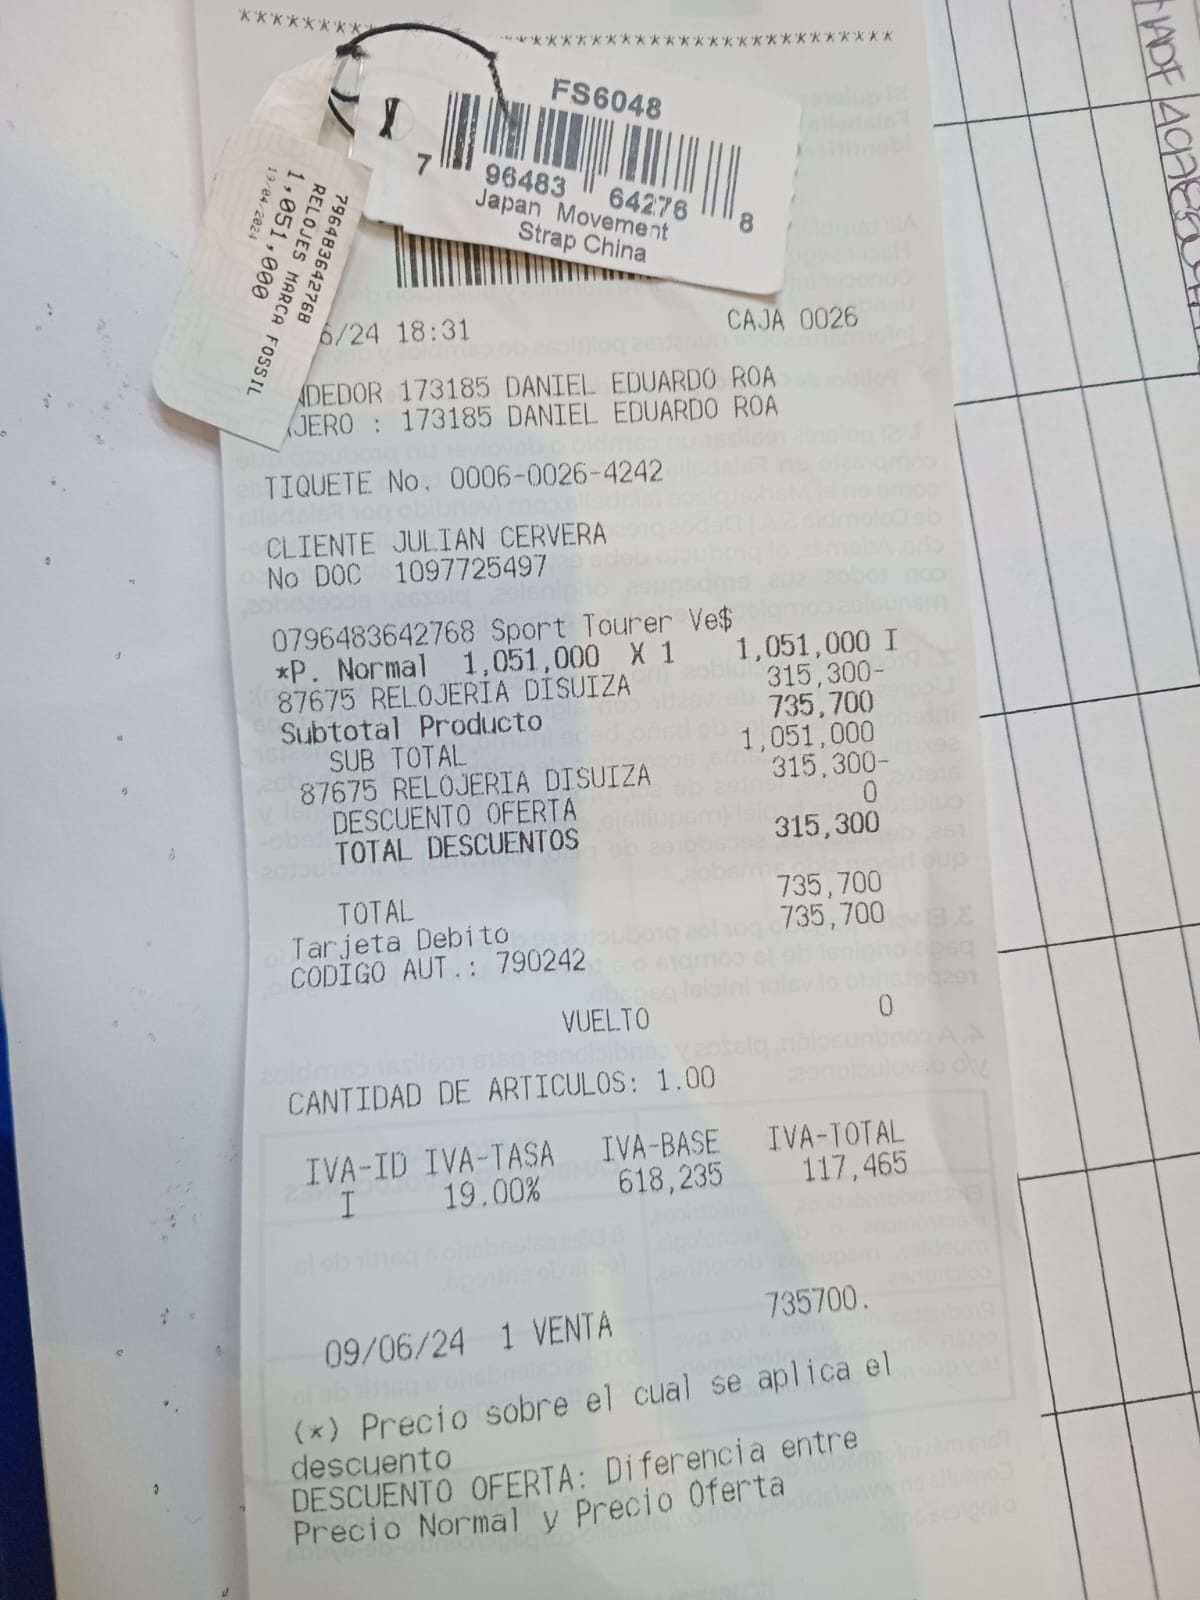 ****************************************
FS6048
7 96483 64276 8
Japan Movement
Strap China
796483642768
RELOJES MARCA FOSSIL
1,051,000
13/04/2024
6/24 18:31 CAJA 0026
NDEDOR 173185 DANIEL EDUARDO ROA
JERO : 173185 DANIEL EDUARDO ROA
TIQUETE No. 0006-0026-4242
CLIENTE JULIAN CERVERA
No DOC 1097725497
0796483642768 Sport Tourer Ve$
*P. Normal 1,051,000 X 1 1,051,000 I
87675 RELOJERIA DISUIZA 315,300-
Subtotal Producto 735,700
SUB TOTAL 1,051,000
87675 RELOJERIA DISUIZA 315,300-
DESCUENTO OFERTA 0
TOTAL DESCUENTOS 315,300
TOTAL 735,700
Tarjeta Debito 735,700
CODIGO AUT.: 790242
VUELTO 0
CANTIDAD DE ARTICULOS: 1.00
IVA-ID IVA-TASA IVA-BASE IVA-TOTAL
I 19.00% 618,235 117,465
09/06/24 1 VENTA 735700.
(*) Precio sobre el cual se aplica el
descuento
DESCUENTO OFERTA: Diferencia entre
Precio Normal y Precio Oferta